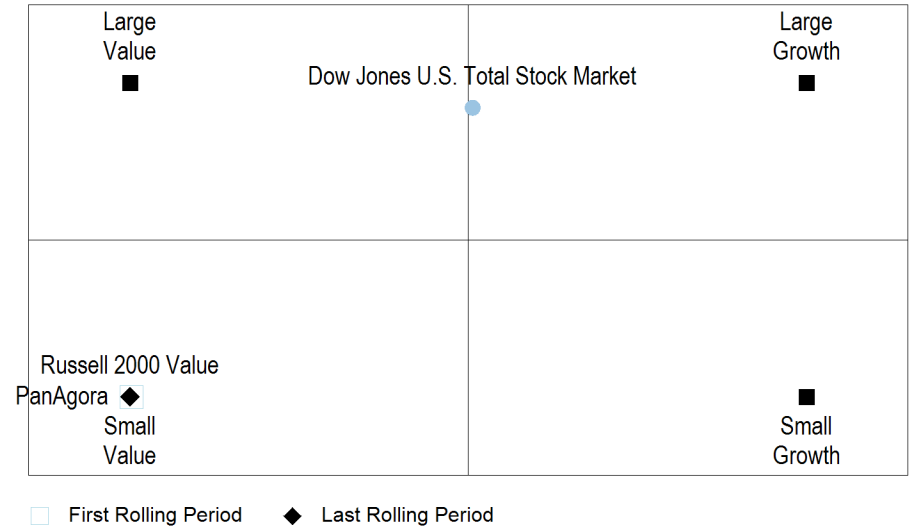 Large
Value
Large
Growth
Dow Jones U.S. Total Stock Market
Russell 2000 Value
PanAgora
Small
Value
Small
Growth
First Rolling Period
Last Rolling Period